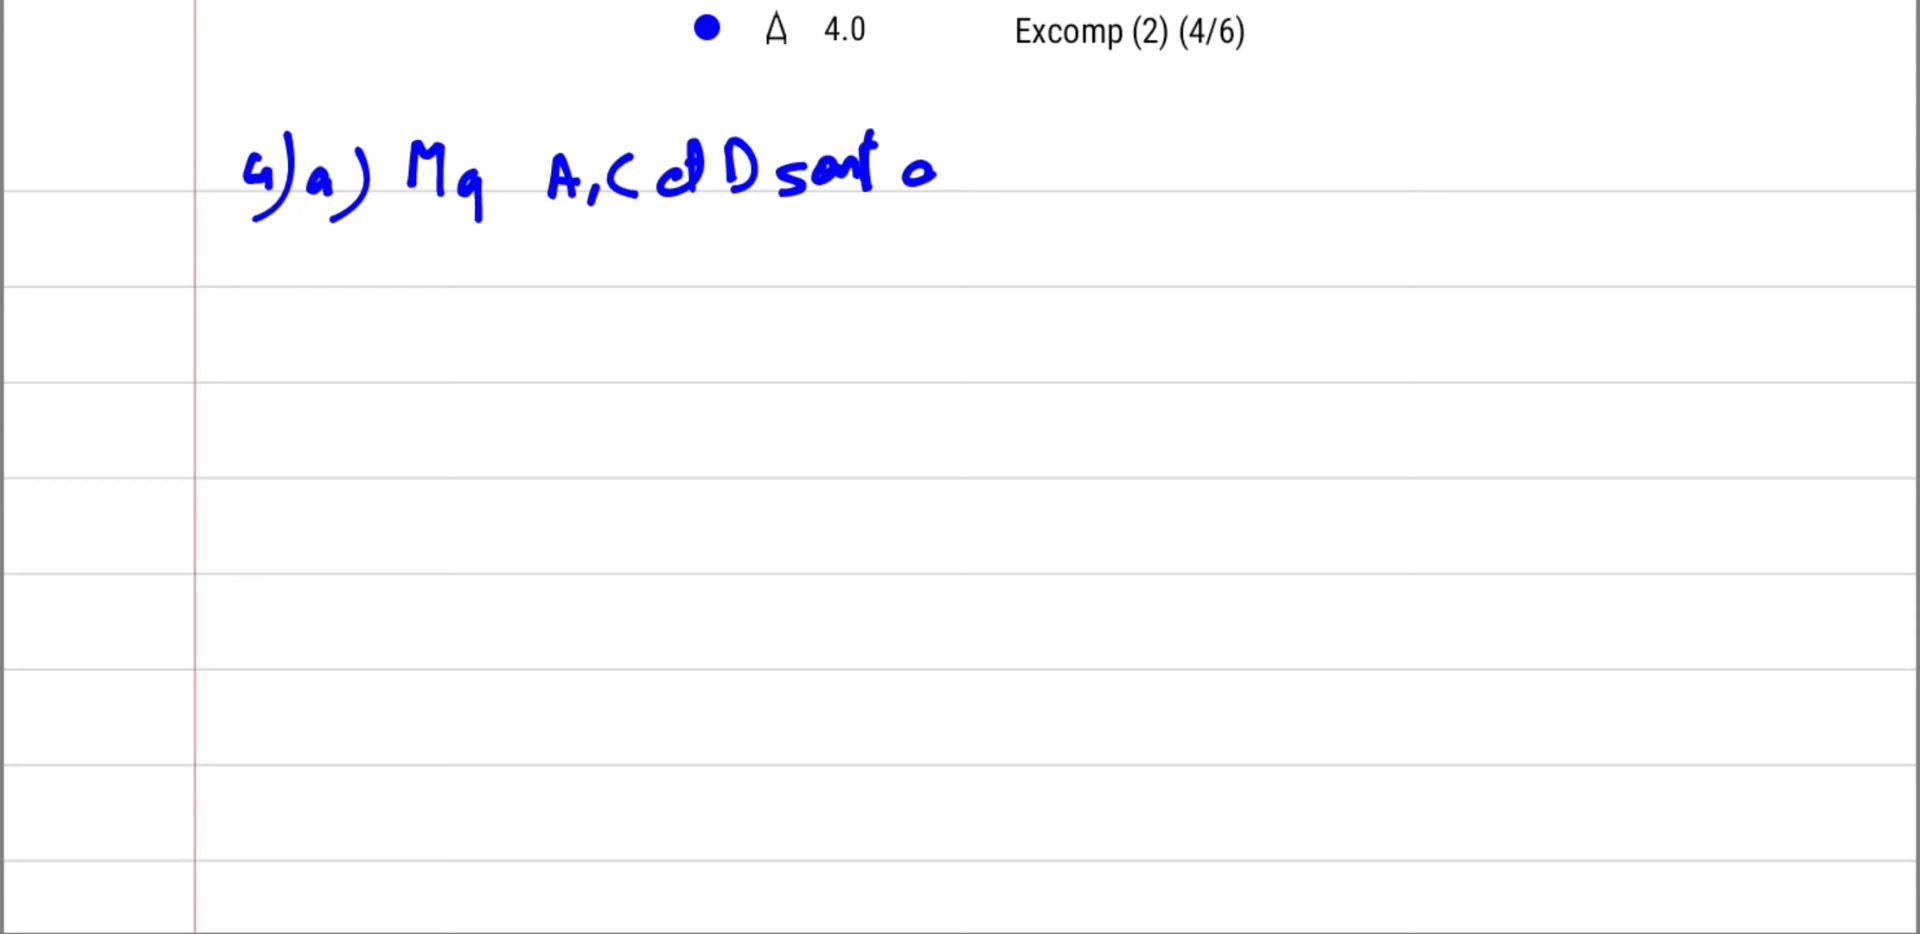 Δ 4.0 Excomp (2) (4/6)
4)a) Mq A, C et D sont a